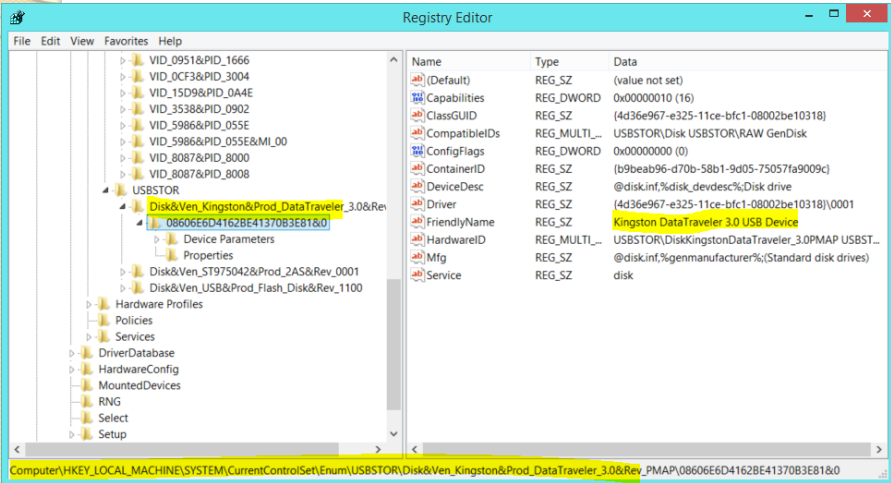 Registry Editor
File Edit View Favorites Help
VID_0951&PID_1666
VID_0CF3&PID_3004
VID_15D9&PID_0A4E
VID_3538&PID_0902
VID_5986&PID_055E
VID_5986&PID_055E&MI_00
VID_8087&PID_8000
VID_8087&PID_8008
USBSTOR
Disk&Ven_Kingston&Prod_DataTraveler_3.0&Rev
08606E6D4162BE41370B3E81&0
Device Parameters
Properties
Disk&Ven_ST975042&Prod_2AS&Rev_0001
Disk&Ven_USB&Prod_Flash_Disk&Rev_1100
Hardware Profiles
Policies
Services
DriverDatabase
HardwareConfig
MountedDevices
RNG
Select
Setup
Name Type Data
(Default) REG_SZ (value not set)
Capabilities REG_DWORD 0x00000010 (16)
ClassGUID REG_SZ {4d36e967-e325-11ce-bfc1-08002be10318}
CompatibleIDs REG_MULTI_... USBSTOR\Disk USBSTOR\RAW GenDisk
ConfigFlags REG_DWORD 0x00000000 (0)
ContainerID REG_SZ {b9beab96-d70b-58b1-9d05-75057fa9009c}
DeviceDesc REG_SZ @disk.inf,%disk_devdesc%;Disk drive
Driver REG_SZ {4d36e967-e325-11ce-bfc1-08002be10318}\0001
FriendlyName REG_SZ Kingston DataTraveler 3.0 USB Device
HardwareID REG_MULTI_... USBSTOR\DiskKingstonDataTraveler_3.0PMAP USBST...
Mfg REG_SZ @disk.inf,%genmanufacturer%;(Standard disk drives)
Service REG_SZ disk
Computer\HKEY_LOCAL_MACHINE\SYSTEM\CurrentControlSet\Enum\USBSTOR\Disk&Ven_Kingston&Prod_DataTraveler_3.0&Rev_PMAP\08606E6D4162BE41370B3E81&0